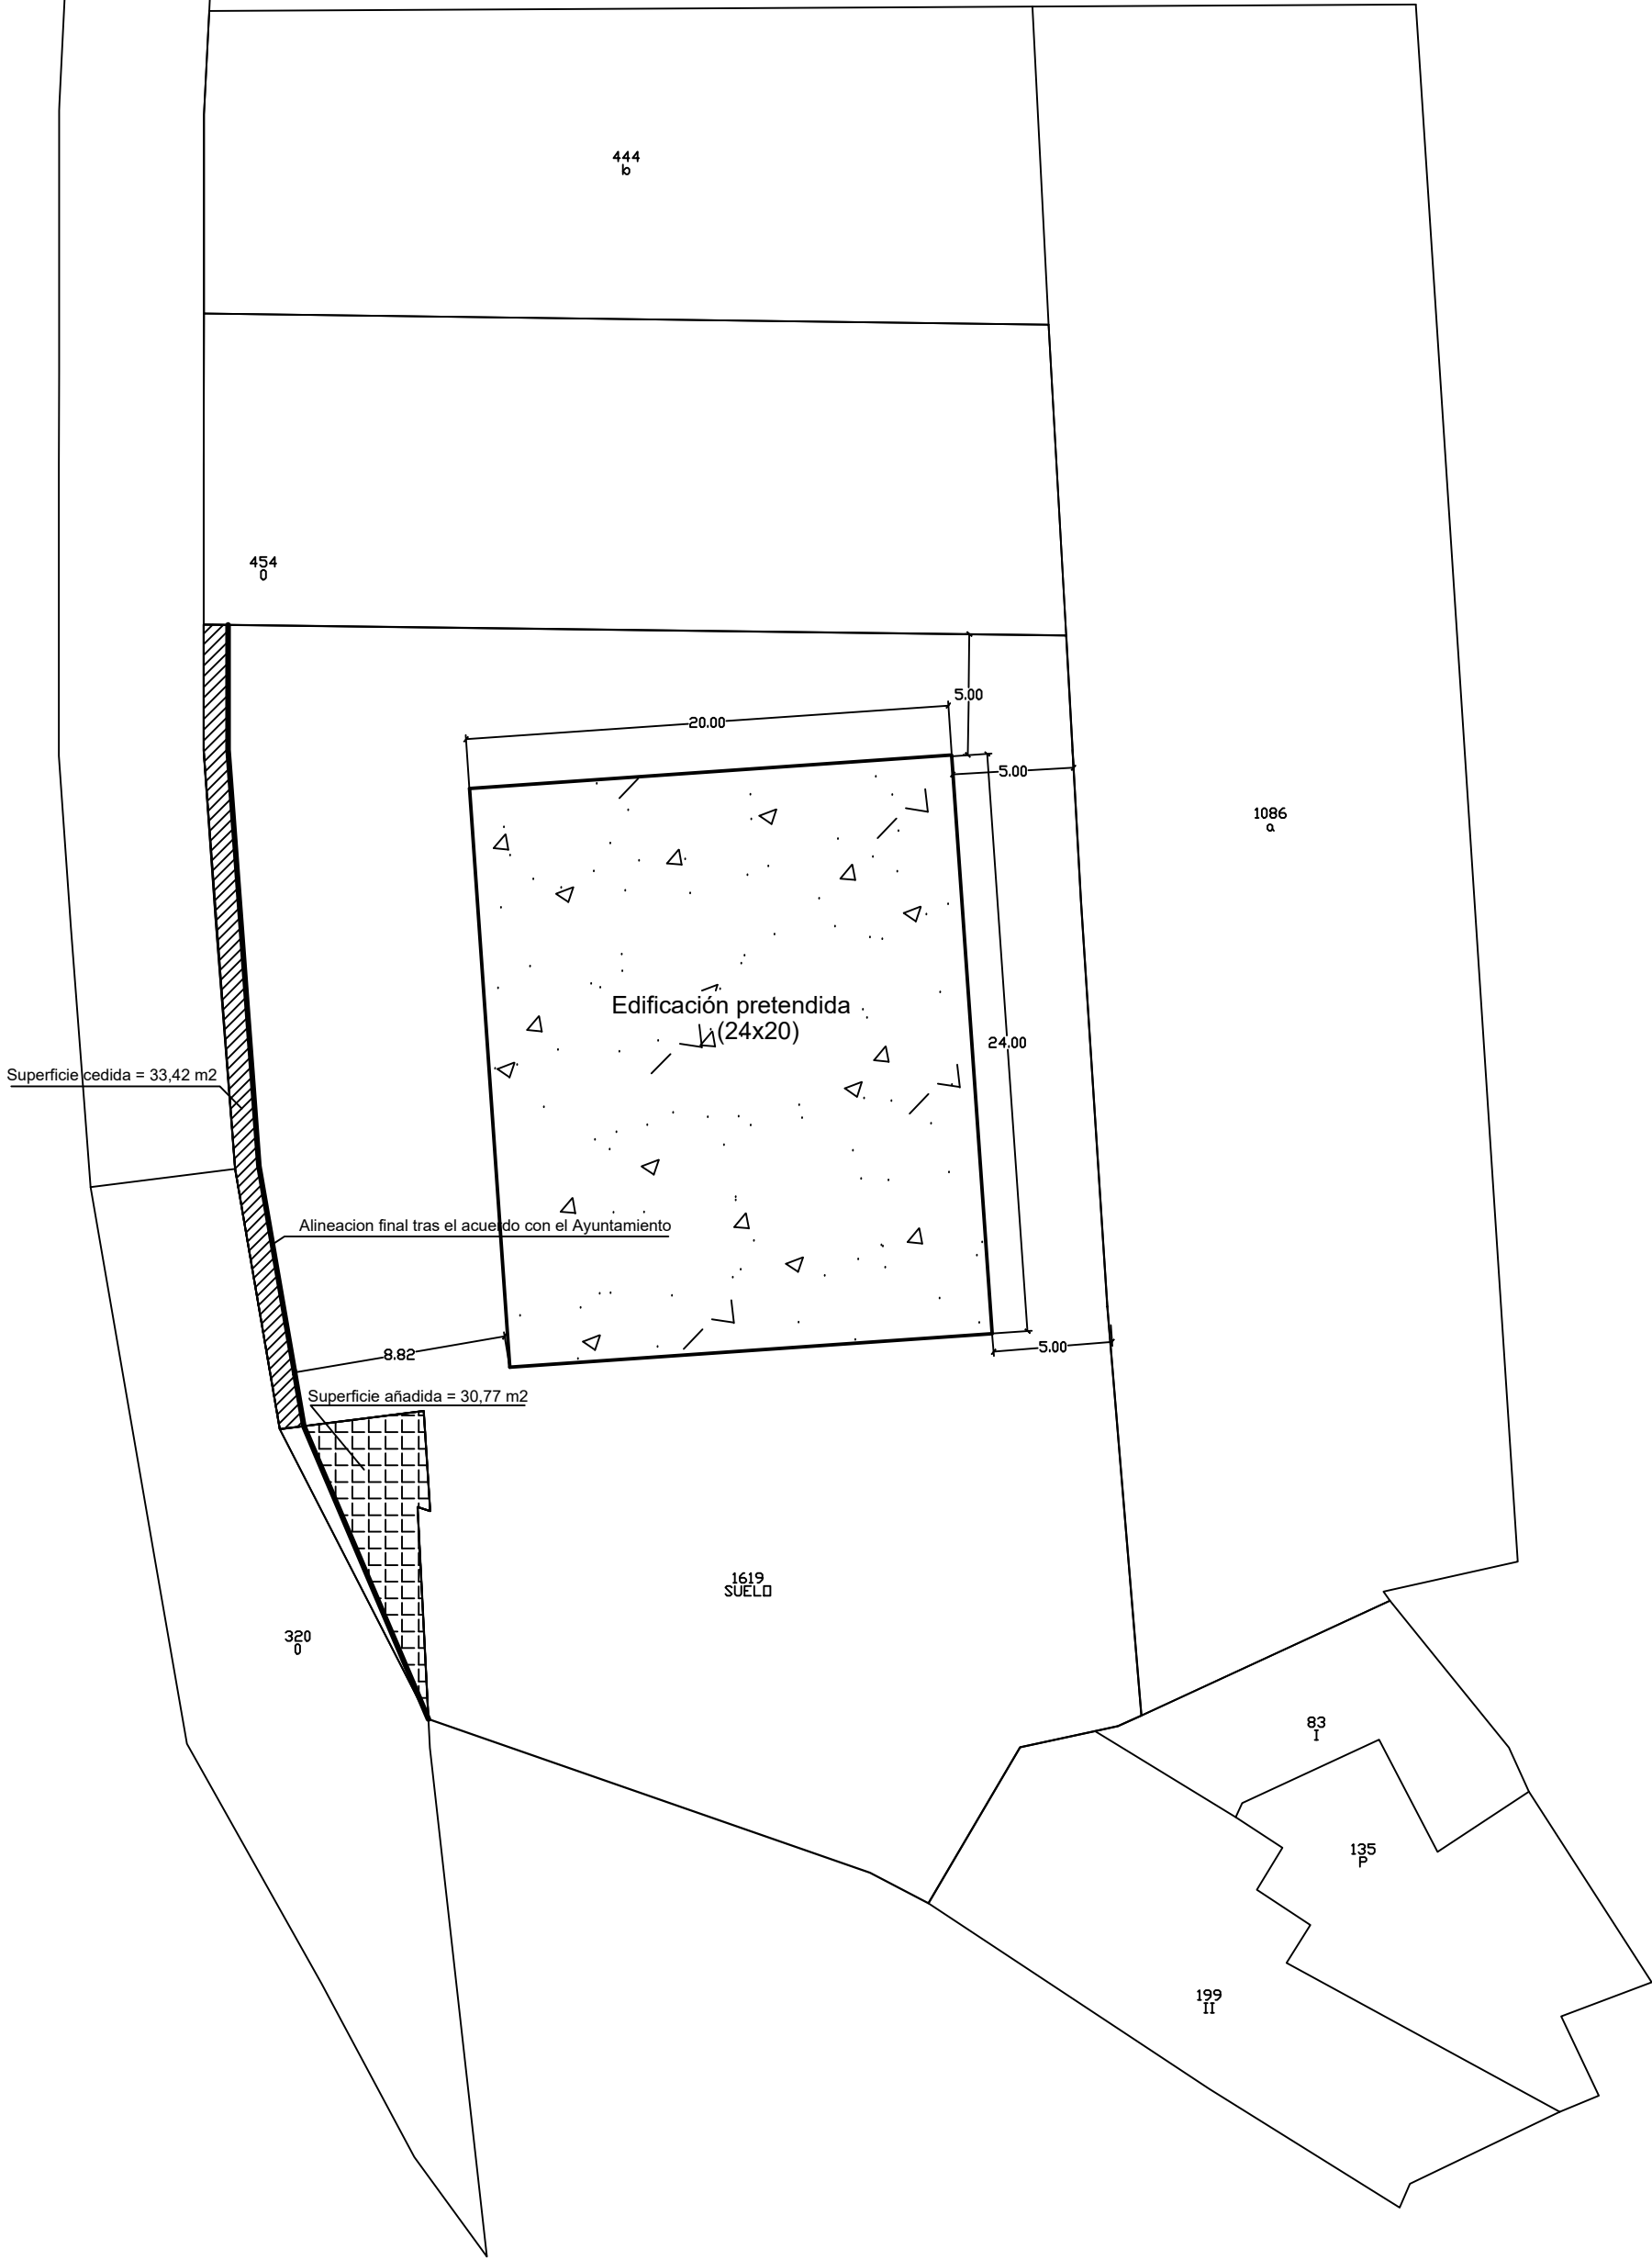 444
b
454
0
5.00
20.00
5.00
1086
a
Edificación pretendida
(24x20)
24.00
Superficie cedida = 33,42 m2
Alineacion final tras el acuerdo con el Ayuntamiento
5.00
8.82
Superficie añadida = 30,77 m2
1619
SUELO
320
0
83
I
135
P
199
II